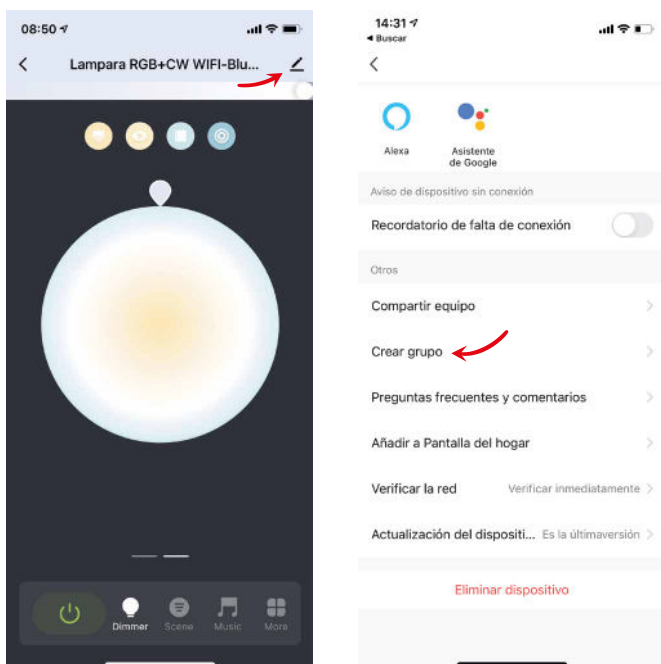 08:50
Lampara RGB+CW WIFI-Blu...
Dimmer
Scene
Music
More
14:31
Buscar
Alexa
Asistente
de Google
Aviso de dispositivo sin conexión
Recordatorio de falta de conexión
Otros
Compartir equipo
Crear grupo
Preguntas frecuentes y comentarios
Añadir a Pantalla del hogar
Verificar la red Verificar inmediatamente
Actualización del dispositi... Es la últimaversión
Eliminar dispositivo